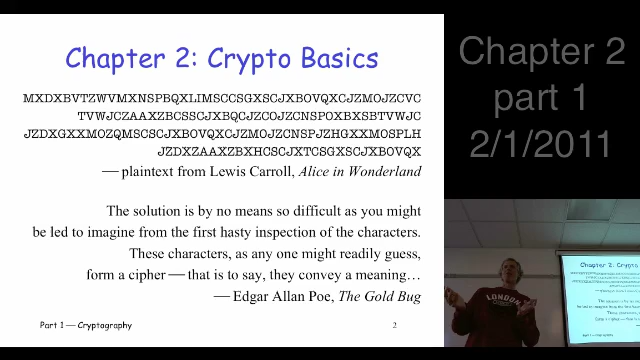 Chapter 2: Crypto Basics
MXDXBVTZWVMXNSPBQXLIMSCCSGXSCJXBOVQXCJZMOJZCVC
TVWJCZAAXZBCSSCJXBQCJZCOJZCNSPOXBXSBTVWJC
JZDXGXXMOZQMSCSCJXBOVQXCJZMOJZCNSPJZHGXXMOSPLH
JZDXZAAXZBXHCSCJXTCSGXSCJXBOVQX
— plaintext from Lewis Carroll, Alice in Wonderland
The solution is by no means so difficult as you might
be led to imagine from the first hasty inspection of the characters.
These characters, as any one might readily guess,
form a cipher — that is to say, they convey a meaning…
— Edgar Allan Poe, The Gold Bug
Part 1 — Cryptography
2
Chapter 2
part 1
2/1/2011
LONDON
Chapter 2: Crypto